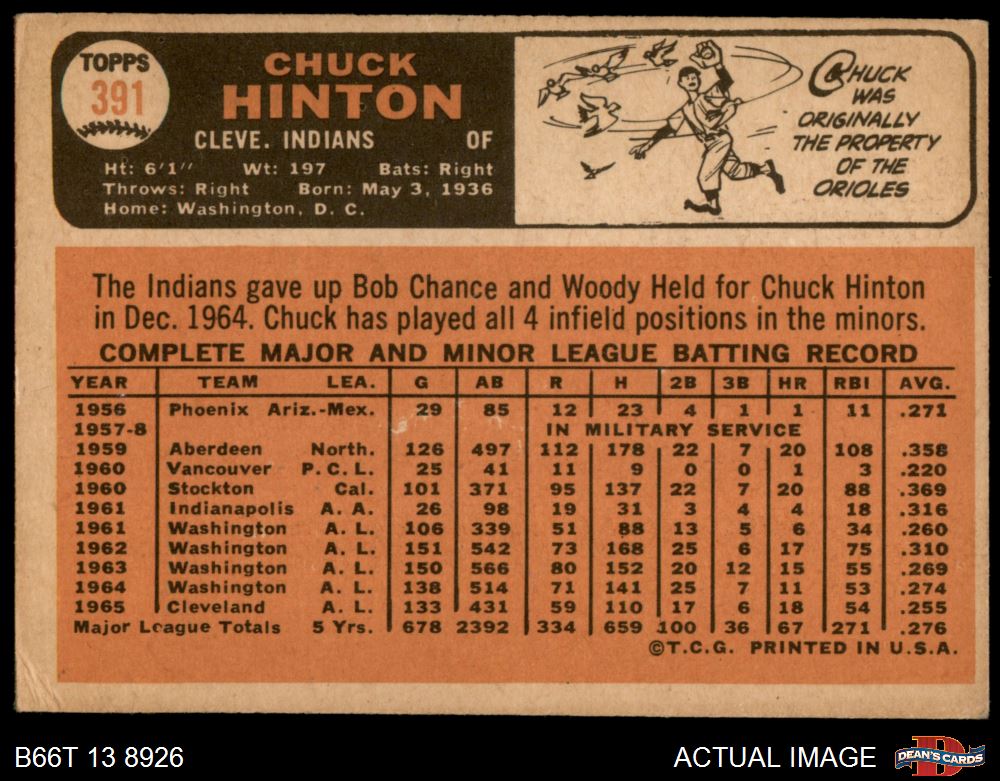 TOPPS
391
CHUCK
HINTON
CLEVE. INDIANS OF
Ht: 6'1" Wt: 197 Bats: Right
Throws: Right Born: May 3, 1936
Home: Washington, D. C.
CHUCK
WAS
ORIGINALLY
THE PROPERTY
OF THE
ORIOLES
The Indians gave up Bob Chance and Woody Held for Chuck Hinton
in Dec. 1964. Chuck has played all 4 infield positions in the minors.
COMPLETE MAJOR AND MINOR LEAGUE BATTING RECORD
YEAR TEAM LEA. G AB R H 2B 3B HR RBI AVG.
1956 Phoenix Ariz.-Mex. 29 85 12 23 4 1 1 11 .271
1957-8 IN MILITARY SERVICE
1959 Aberdeen North. 126 497 112 178 22 7 20 108 .358
1960 Vancouver P.C.L. 25 41 11 9 0 0 1 3 .220
1960 Stockton Cal. 101 371 95 137 22 7 20 88 .369
1961 Indianapolis A. A. 26 98 19 31 3 4 4 18 .316
1961 Washington A. L. 106 339 51 88 13 5 6 34 .260
1962 Washington A. L. 151 542 73 168 25 6 17 75 .310
1963 Washington A. L. 150 566 80 152 20 12 15 55 .269
1964 Washington A. L. 138 514 71 141 25 7 11 53 .274
1965 Cleveland A. L. 133 431 59 110 17 6 18 54 .255
Major League Totals 5 Yrs. 678 2392 334 659 100 36 67 271 .276
©T.C.G. PRINTED IN U.S.A.
B66T 13 8926 ACTUAL IMAGE
DEAN'S CARDS